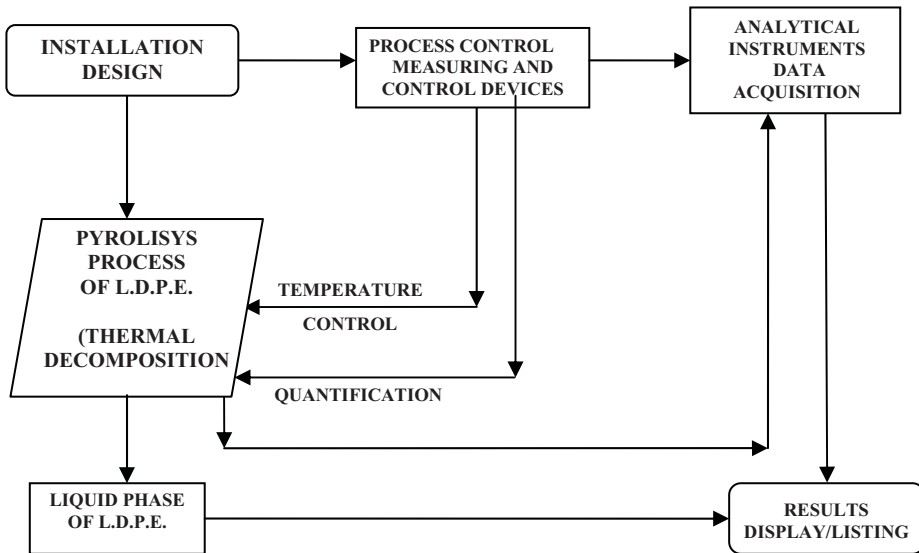 INSTALLATION
DESIGN
PROCESS CONTROL
MEASURING AND
CONTROL DEVICES
ANALYTICAL
INSTRUMENTS
DATA
ACQUISITION
PYROLISYS
PROCESS
OF L.D.P.E.
(THERMAL
DECOMPOSITION
TEMPERATURE
CONTROL
QUANTIFICATION
LIQUID PHASE
OF L.D.P.E.
RESULTS
DISPLAY/LISTING